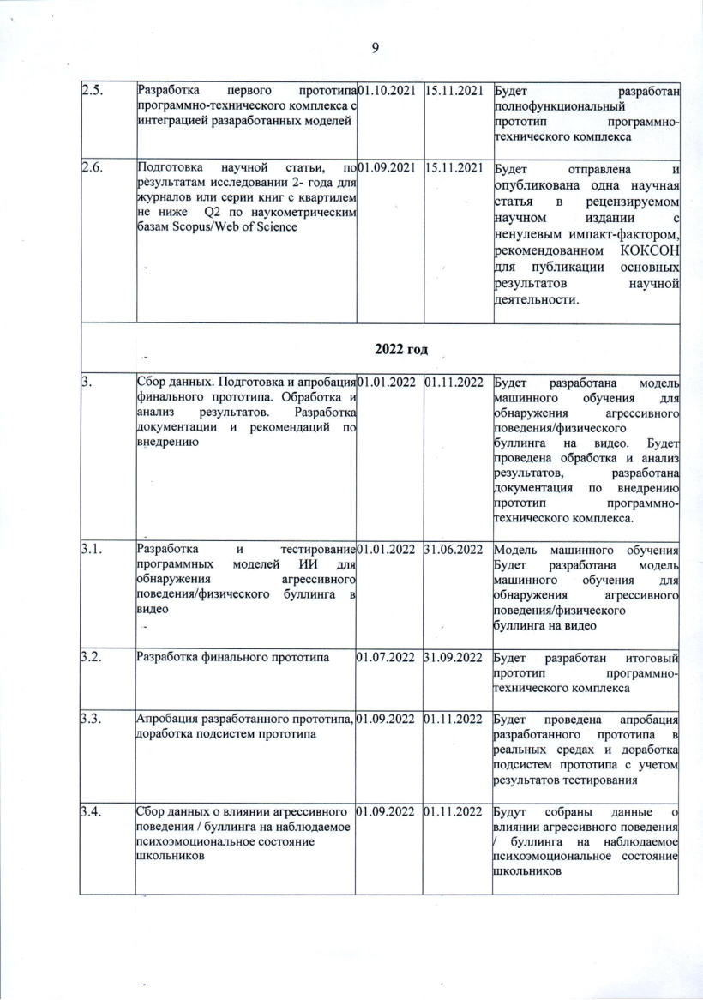 9
2.5.
Разработка первого прототипа
программно-технического комплекса с
интеграцией разаработанных моделей
01.10.2021
15.11.2021
Будет разработан
полнофункциональный
прототип программно-
технического комплекса
2.6.
Подготовка научной статьи, по
результатам исследовании 2- года для
журналов или серии книг с квартилем
не ниже Q2 по наукометрическим
базам Scopus/Web of Science
01.09.2021
15.11.2021
Будет отправлена и
опубликована одна научная
статья в рецензируемом
научном издании с
ненулевым импакт-фактором,
рекомендованном КОКСОН
для публикации основных
результатов научной
деятельности.
2022 год
3.
Сбор данных. Подготовка и апробация
финального прототипа. Обработка и
анализ результатов. Разработка
документации и рекомендаций по
внедрению
01.01.2022
01.11.2022
Будет разработана модель
машинного обучения для
обнаружения агрессивного
поведения/физического
буллинга на видео. Будет
проведена обработка и анализ
результатов, разработана
документация по внедрению
прототип программно-
технического комплекса.
3.1.
Разработка и тестирование
программных моделей ИИ для
обнаружения агрессивного
поведения/физического буллинга в
видео
01.01.2022
31.06.2022
Модель машинного обучения
Будет разработана модель
машинного обучения для
обнаружения агрессивного
поведения/физического
буллинга на видео
3.2.
Разработка финального прототипа
01.07.2022
31.09.2022
Будет разработан итоговый
прототип программно-
технического комплекса
3.3.
Апробация разработанного прототипа,
доработка подсистем прототипа
01.09.2022
01.11.2022
Будет проведена апробация
разработанного прототипа в
реальных средах и доработка
подсистем прототипа с учетом
результатов тестирования
3.4.
Сбор данных о влиянии агрессивного
поведения / буллинга на наблюдаемое
психоэмоциональное состояние
школьников
01.09.2022
01.11.2022
Будут собраны данные о
влиянии агрессивного поведения
/ буллинга на наблюдаемое
психоэмоциональное состояние
школьников